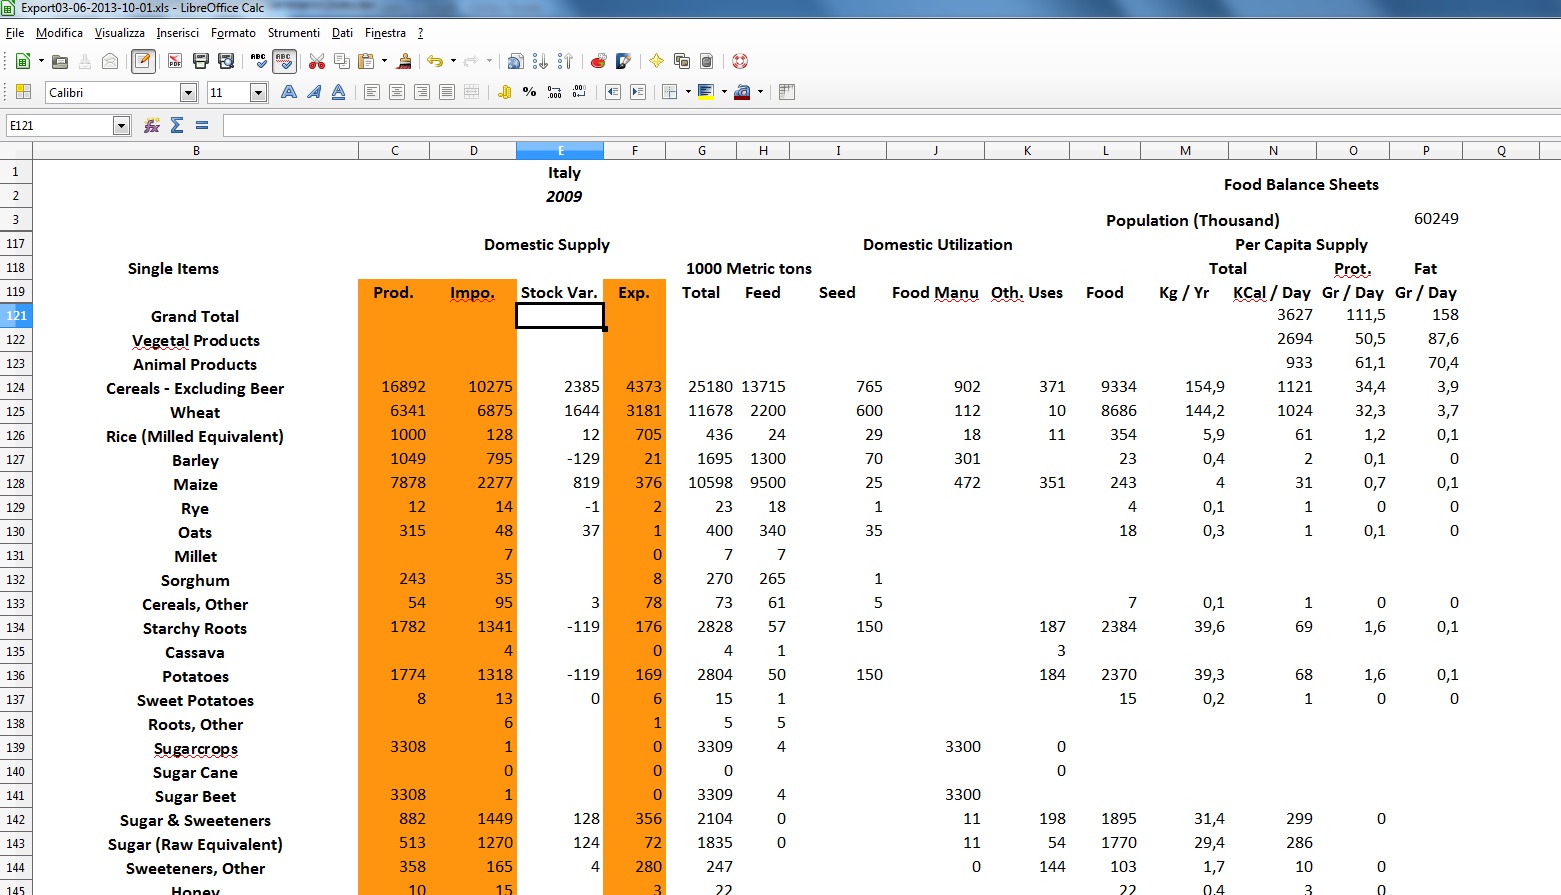 Export03-06-2013-10-01.xls - LibreOffice Calc
File Modifica Visualizza Inserisci Formato Strumenti Dati Finestra ?
Calibri 11
E121
B C D E F G H I J K L M N O P Q
1 Italy
Food Balance Sheets
2 2009
3 Population (Thousand) 60249
117 Domestic Supply Domestic Utilization Per Capita Supply
118 Single Items 1000 Metric tons Total Prot. Fat
119 Prod. Impo. Stock Var. Exp. Total Feed Seed Food Manu Oth. Uses Food Kg / Yr KCal / Day Gr / Day Gr / Day
121 Grand Total 3627 111,5 158
122 Vegetal Products 2694 50,5 87,6
123 Animal Products 933 61,1 70,4
124 Cereals - Excluding Beer 16892 10275 2385 4373 25180 13715 765 902 371 9334 154,9 1121 34,4 3,9
125 Wheat 6341 6875 1644 3181 11678 2200 600 112 10 8686 144,2 1024 32,3 3,7
126 Rice (Milled Equivalent) 1000 128 12 705 436 24 29 18 11 354 5,9 61 1,2 0,1
127 Barley 1049 795 -129 21 1695 1300 70 301 23 0,4 2 0,1 0
128 Maize 7878 2277 819 376 10598 9500 25 472 351 243 4 31 0,7 0,1
129 Rye 12 14 -1 2 23 18 1 4 0,1 1 0 0
130 Oats 315 48 37 1 400 340 35 18 0,3 1 0,1 0
131 Millet 7 0 7 7
132 Sorghum 243 35 8 270 265 1
133 Cereals, Other 54 95 3 78 73 61 5 7 0,1 1 0 0
134 Starchy Roots 1782 1341 -119 176 2828 57 150 187 2384 39,6 69 1,6 0,1
135 Cassava 4 0 4 1 3
136 Potatoes 1774 1318 -119 169 2804 50 150 184 2370 39,3 68 1,6 0,1
137 Sweet Potatoes 8 13 0 6 15 1 15 0,2 1 0 0
138 Roots, Other 6 1 5 5
139 Sugarcrops 3308 1 0 3309 4 3300 0
140 Sugar Cane 0 0 0 0
141 Sugar Beet 3308 1 0 3309 4 3300
142 Sugar & Sweeteners 882 1449 128 356 2104 0 11 198 1895 31,4 299 0
143 Sugar (Raw Equivalent) 513 1270 124 72 1835 0 11 54 1770 29,4 286
144 Sweeteners, Other 358 165 4 280 247 0 144 103 1,7 10 0
145 Honey 10 15 3 22 22 0,4 3 0